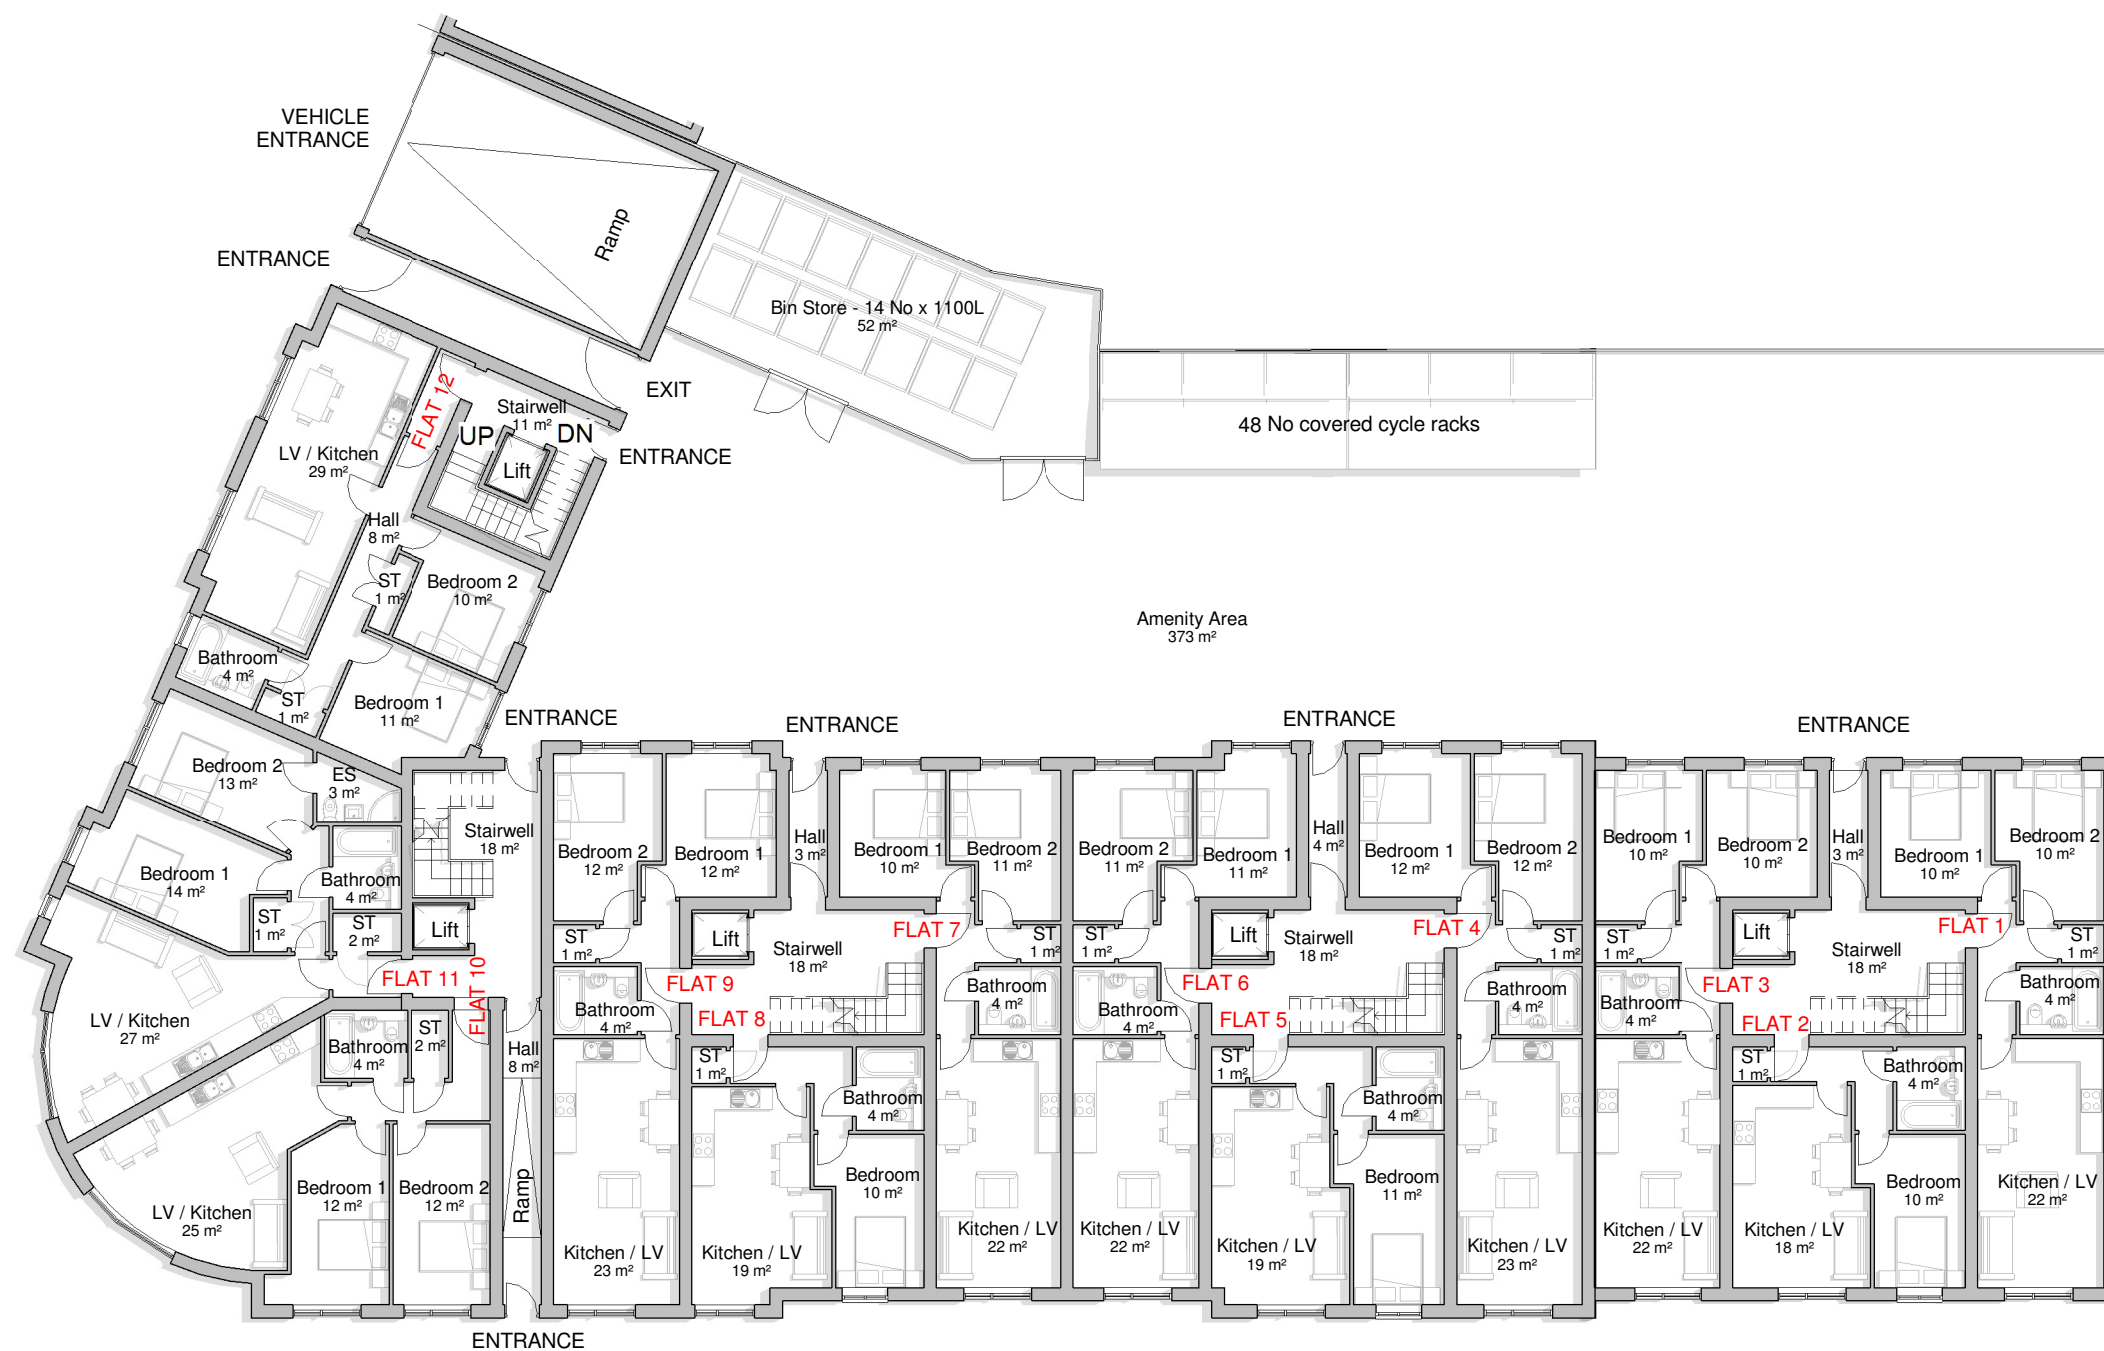 VEHICLE
ENTRANCE
Ramp
ENTRANCE
Bin Store - 14 No x 1100L
52 m²
EXIT
48 No covered cycle racks
FLAT 12
Stairwell
11 m²
UP
DN
Lift
ENTRANCE
LV / Kitchen
29 m²
Hall
8 m²
ST
1 m²
Bedroom 2
10 m²
Amenity Area
373 m²
Bathroom
4 m²
ST
1 m²
Bedroom 1
11 m²
ENTRANCE
ENTRANCE
ENTRANCE
ENTRANCE
Bedroom 2
13 m²
ES
3 m²
Stairwell
18 m²
Bedroom 1
14 m²
Bathroom
4 m²
ST
1 m²
ST
2 m²
Lift
FLAT 11
FLAT 10
LV / Kitchen
27 m²
Bathroom
4 m²
ST
2 m²
Hall
8 m²
Ramp
LV / Kitchen
25 m²
Bedroom 1
12 m²
Bedroom 2
12 m²
ENTRANCE
Bedroom 2
12 m²
Bedroom 1
12 m²
Hall
3 m²
Bedroom 1
10 m²
Bedroom 2
11 m²
ST
1 m²
Lift
Stairwell
18 m²
FLAT 7
ST
1 m²
FLAT 9
FLAT 8
Bathroom
4 m²
Bathroom
4 m²
ST
1 m²
Bathroom
4 m²
Bedroom
10 m²
Kitchen / LV
23 m²
Kitchen / LV
19 m²
Kitchen / LV
22 m²
Bedroom 2
11 m²
Bedroom 1
11 m²
Hall
4 m²
Bedroom 1
12 m²
Bedroom 2
12 m²
ST
1 m²
Lift
Stairwell
18 m²
FLAT 4
ST
1 m²
FLAT 6
FLAT 5
Bathroom
4 m²
Bathroom
4 m²
ST
1 m²
Bathroom
4 m²
Bedroom
11 m²
Kitchen / LV
22 m²
Kitchen / LV
19 m²
Kitchen / LV
23 m²
Bedroom 1
10 m²
Bedroom 2
10 m²
Hall
3 m²
Bedroom 1
10 m²
Bedroom 2
10 m²
ST
1 m²
Lift
Stairwell
18 m²
FLAT 1
ST
1 m²
FLAT 3
FLAT 2
Bathroom
4 m²
Bathroom
4 m²
ST
1 m²
Bathroom
4 m²
Bedroom
10 m²
Kitchen / LV
22 m²
Kitchen / LV
18 m²
Kitchen / LV
22 m²